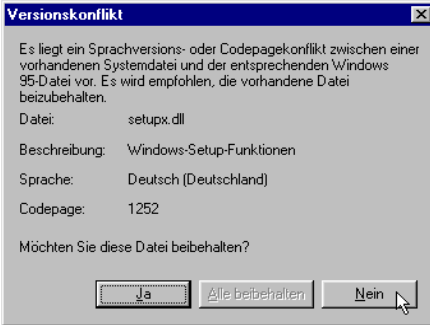 Versionskonflikt
Es liegt ein Sprachversions- oder Codepagekonflikt zwischen einer
vorhandenen Systemdatei und der entsprechenden Windows
95-Datei vor. Es wird empfohlen, die vorhandene Datei
beizubehalten.
Datei: setupx.dll
Beschreibung: Windows-Setup-Funktionen
Sprache: Deutsch (Deutschland)
Codepage: 1252
Möchten Sie diese Datei beibehalten?
Ja Alle beibehalten Nein